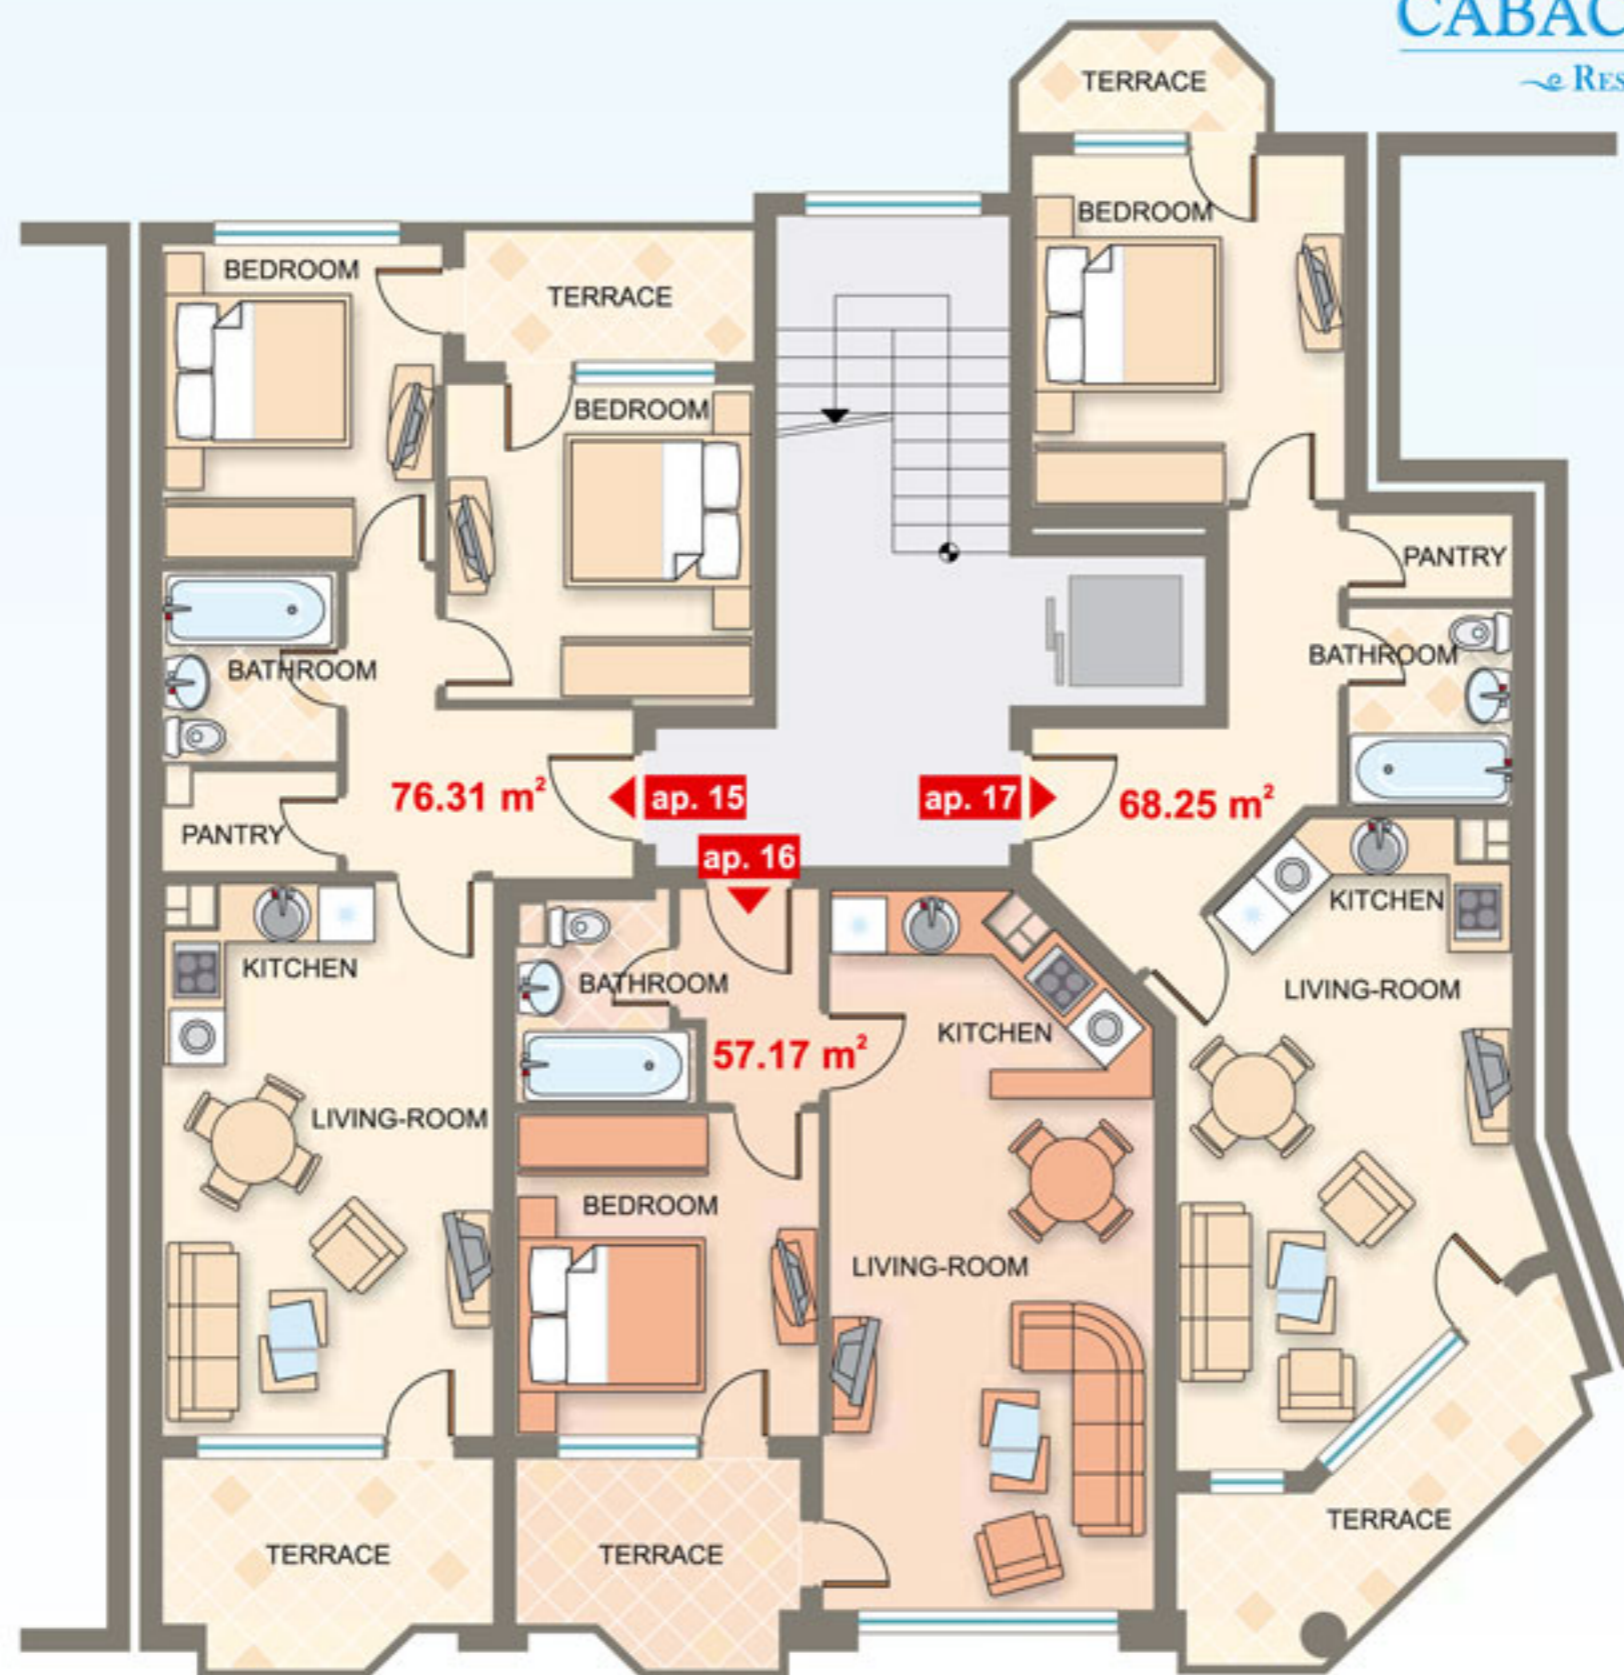 CABAC
RES
TERRACE
BEDROOM
BEDROOM
TERRACE
BEDROOM
PANTRY
BATHROOM
BATHROOM
76.31 m²
ap. 15
ap. 17
68.25 m²
PANTRY
ap. 16
KITCHEN
KITCHEN
BATHROOM
LIVING-ROOM
KITCHEN
57.17 m²
LIVING-ROOM
BEDROOM
LIVING-ROOM
TERRACE
TERRACE
TERRACE